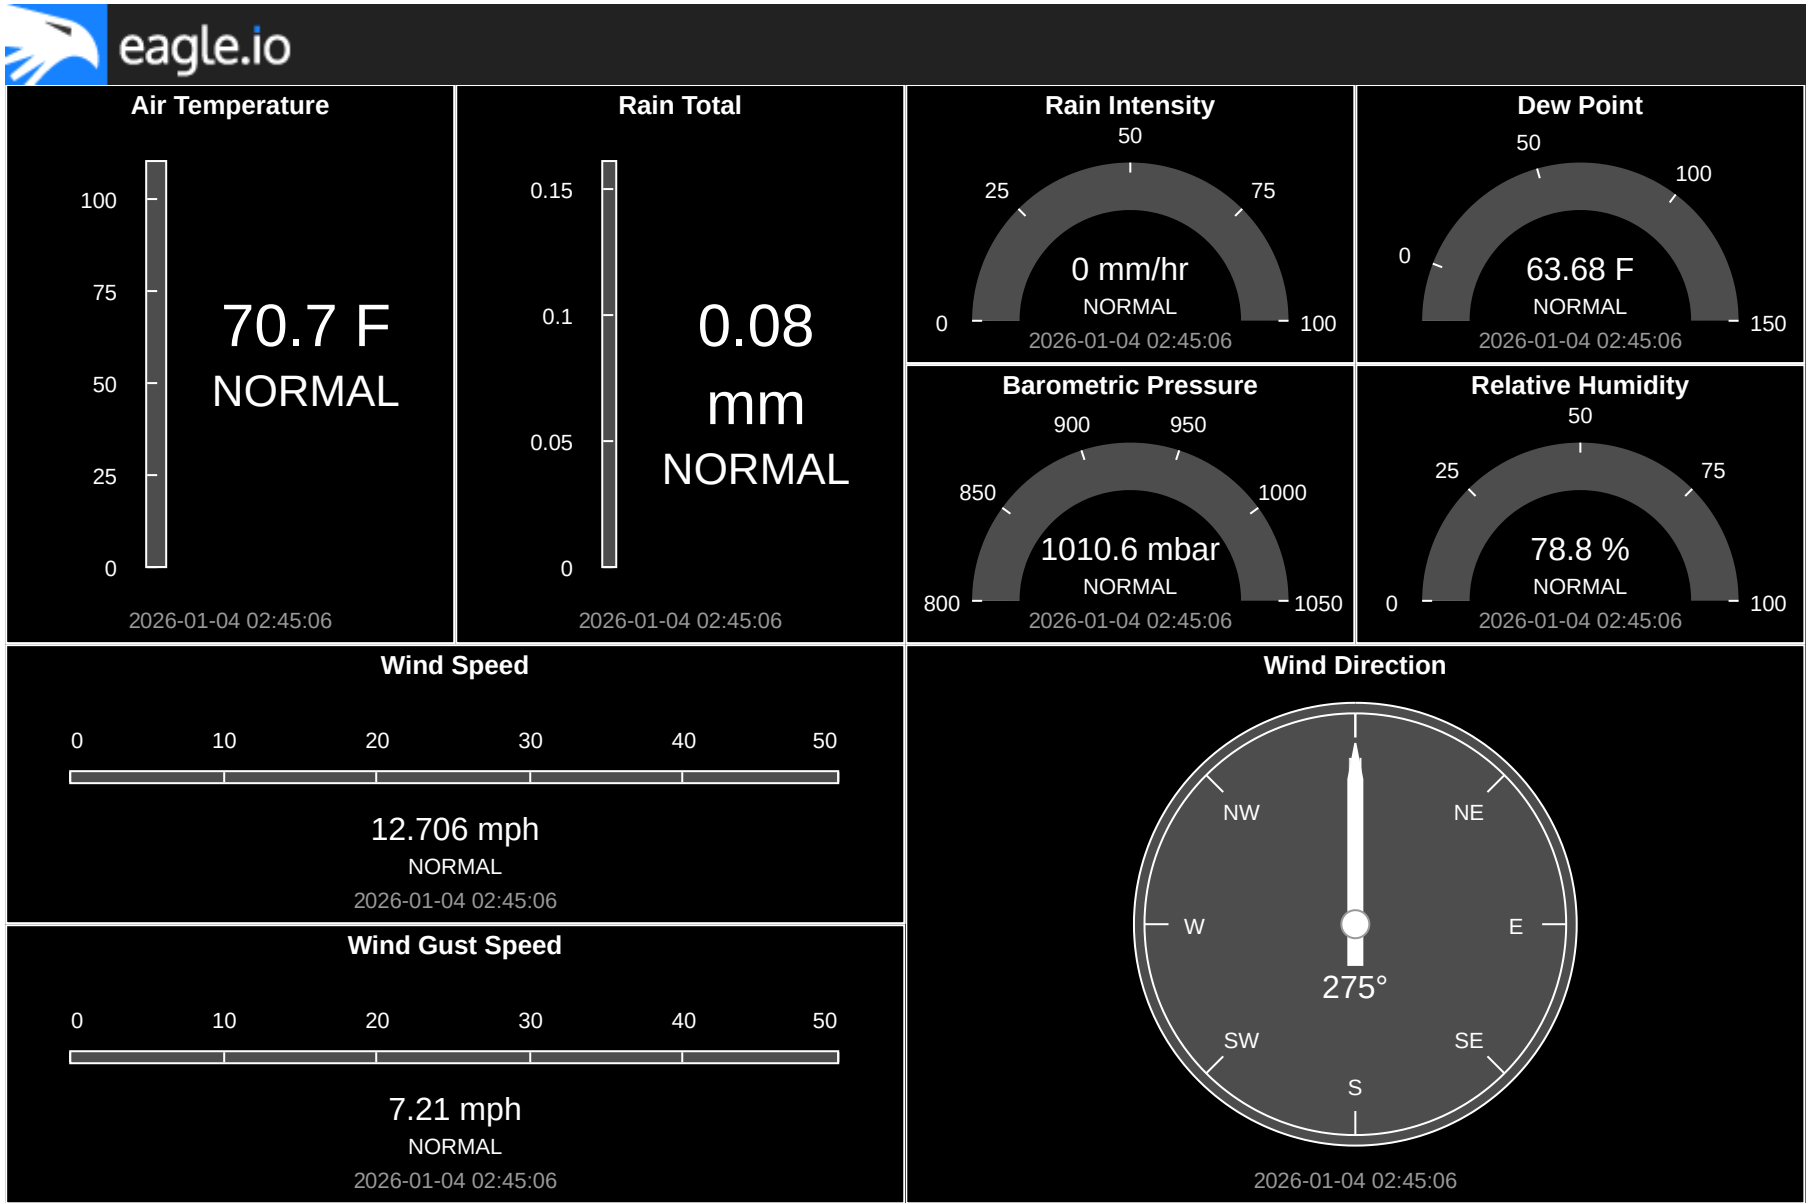 eagle.io
Air Temperature
100
75
50
25
0
70.7 F
NORMAL
2026-01-04 02:45:06
Rain Total
0.15
0.1
0.05
0
0.08
mm
NORMAL
2026-01-04 02:45:06
Rain Intensity
0
25
50
75
100
0 mm/hr
NORMAL
2026-01-04 02:45:06
Dew Point
0
50
100
150
63.68 F
NORMAL
2026-01-04 02:45:06
Barometric Pressure
800
850
900
950
1000
1050
1010.6 mbar
NORMAL
2026-01-04 02:45:06
Relative Humidity
0
25
50
75
100
78.8 %
NORMAL
2026-01-04 02:45:06
Wind Speed
0 10 20 30 40 50
12.706 mph
NORMAL
2026-01-04 02:45:06
Wind Gust Speed
0 10 20 30 40 50
7.21 mph
NORMAL
2026-01-04 02:45:06
Wind Direction
NW NE
W E
275°
SW SE
S
2026-01-04 02:45:06